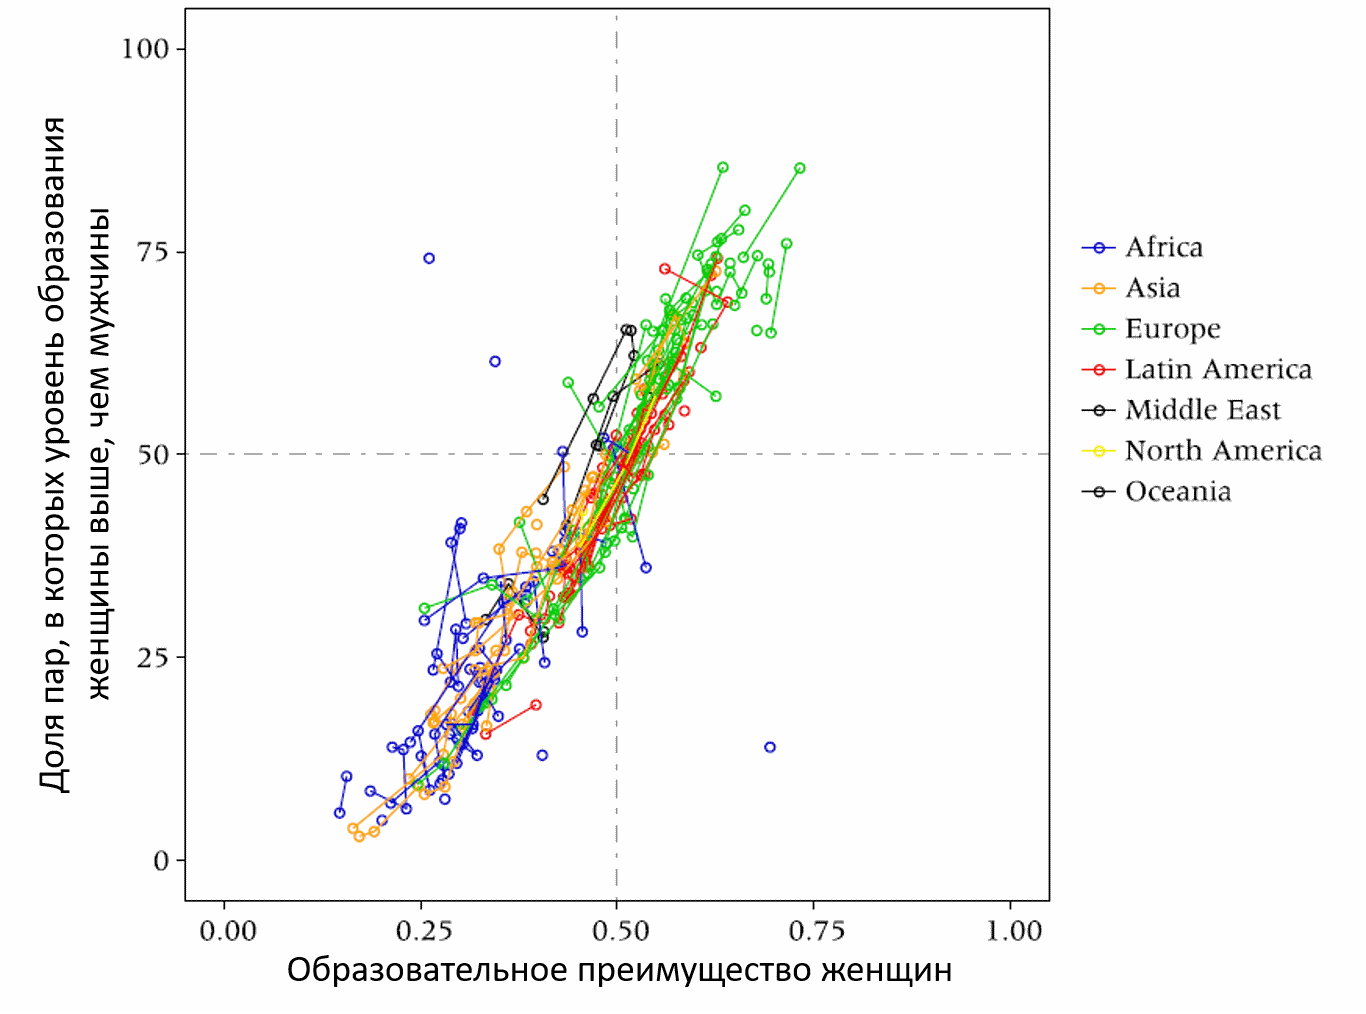 Доля пар, в которых уровень образования
женщины выше, чем мужчины
100
75
50
25
0
0.00
0.25
0.50
0.75
1.00
Образовательное преимущество женщин
Africa
Asia
Europe
Latin America
Middle East
North America
Oceania